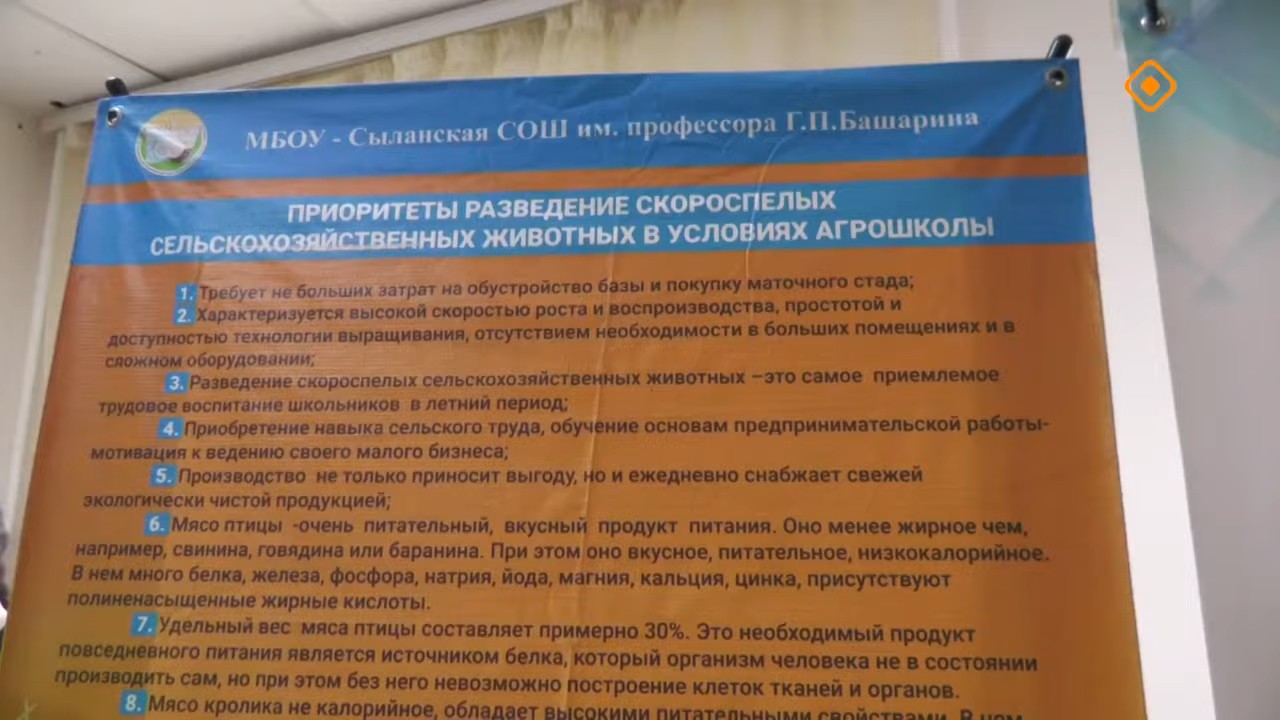 МБОУ - Сыланская СОШ им. профессора Г.П.Башарина
ПРИОРИТЕТЫ РАЗВЕДЕНИЕ СКОРОСПЕЛЫХ
СЕЛЬСКОХОЗЯЙСТВЕННЫХ ЖИВОТНЫХ В УСЛОВИЯХ АГРОШКОЛЫ
1. Требует не больших затрат на обустройство базы и покупку маточного стада;
2. Характеризуется высокой скоростью роста и воспроизводства, простотой и
доступностью технологии выращивания, отсутствием необходимости в больших помещениях и в
сложном оборудовании;
3. Разведение скороспелых сельскохозяйственных животных –это самое приемлемое
трудовое воспитание школьников в летний период;
4. Приобретение навыка сельского труда, обучение основам предпринимательской работы-
мотивация к ведению своего малого бизнеса;
5. Производство не только приносит выгоду, но и ежедневно снабжает свежей
экологически чистой продукцией;
6. Мясо птицы -очень питательный, вкусный продукт питания. Оно менее жирное чем,
например, свинина, говядина или баранина. При этом оно вкусное, питательное, низкокалорийное.
В нем много белка, железа, фосфора, натрия, йода, магния, кальция, цинка, присутствуют
полиненасыщенные жирные кислоты.
7. Удельный вес мяса птицы составляет примерно 30%. Это необходимый продукт
повседневного питания является источником белка, который организм человека не в состоянии
производить сам, но при этом без него невозможно построение клеток тканей и органов.
8. Мясо кролика не калорийное, обладает высокими питательными свойствами. В нем